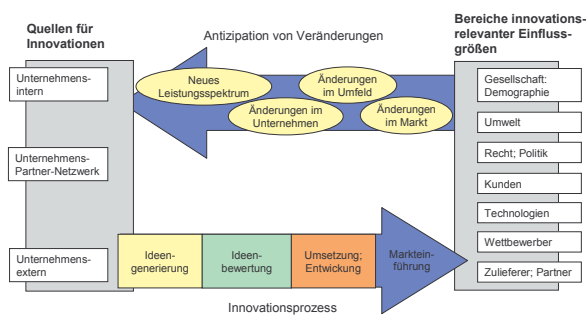 Quellen für
Innovationen
Antizipation von Veränderungen
Bereiche innovations-
relevanter Einfluss-
größen
Unternehmens-
intern
Unternehmens-
Partner-Netzwerk
Unternehmens-
extern
Neues
Leistungsspektrum
Änderungen
im Umfeld
Änderungen im
Unternehmen
Änderungen
im Markt
Gesellschaft:
Demographie
Umwelt
Recht; Politik
Kunden
Technologien
Wettbewerber
Zulieferer; Partner
Ideen-
generierung
Ideen-
bewertung
Umsetzung;
Entwickung
Marktein-
führung
Innovationsprozess